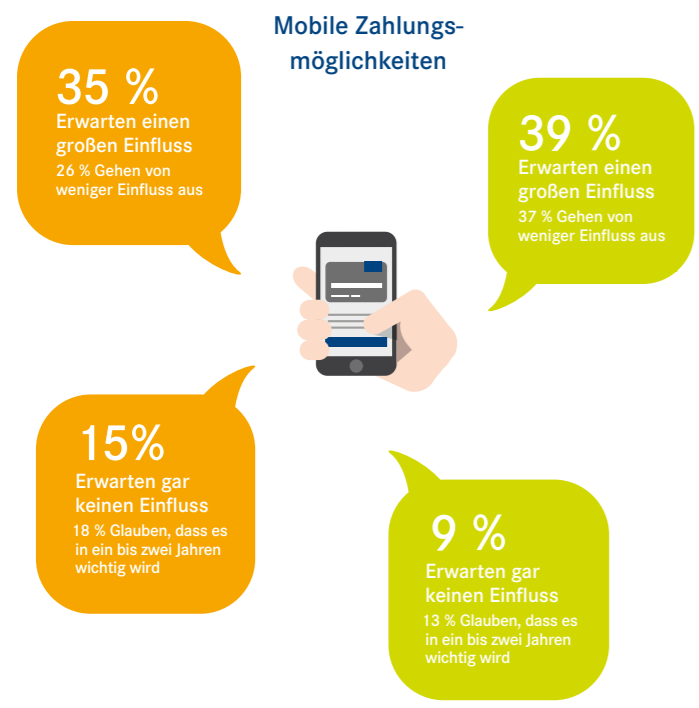 Mobile Zahlungs-
möglichkeiten
35 %
Erwarten einen
großen Einfluss
26 % Gehen von
weniger Einfluss aus
39 %
Erwarten einen
großen Einfluss
37 % Gehen von
weniger Einfluss aus
15%
Erwarten gar
keinen Einfluss
18 % Glauben, dass es
in ein bis zwei Jahren
wichtig wird
9 %
Erwarten gar
keinen Einfluss
13 % Glauben, dass es
in ein bis zwei Jahren
wichtig wird